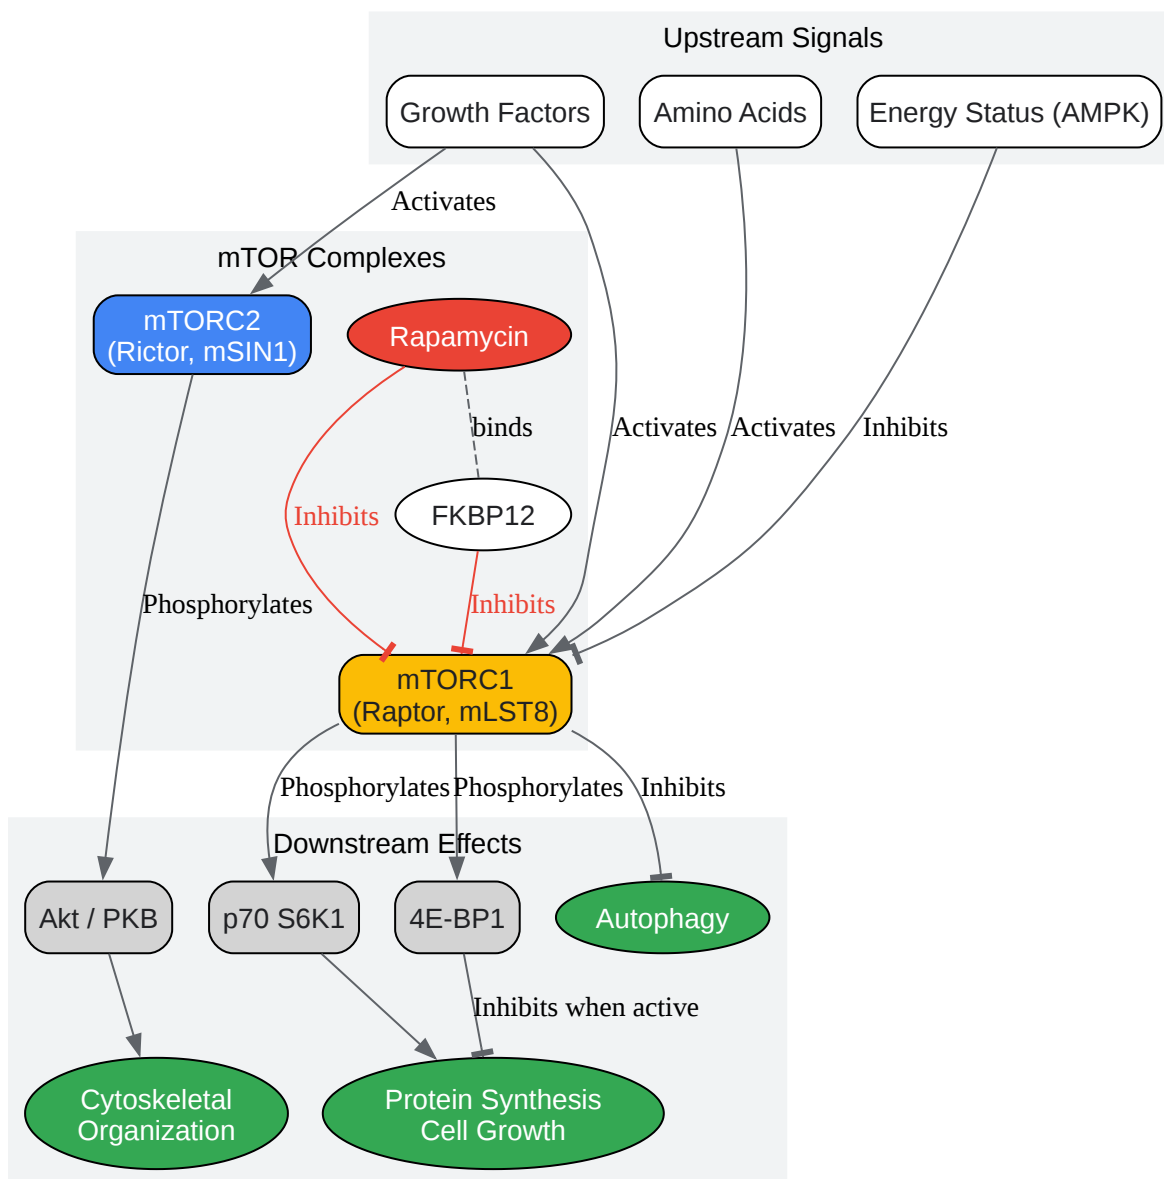 Upstream Signals
Growth Factors
Amino Acids
Energy Status (AMPK)
Activates
mTOR Complexes
mTORC2
(Rictor, mSIN1)
Rapamycin
binds
Activates
Activates
Inhibits
Inhibits
FKBP12
Phosphorylates
Inhibits
mTORC1
(Raptor, mLST8)
Phosphorylates
Phosphorylates
Inhibits
Downstream Effects
Akt / PKB
p70 S6K1
4E-BP1
Autophagy
Inhibits when active
Cytoskeletal
Organization
Protein Synthesis
Cell Growth